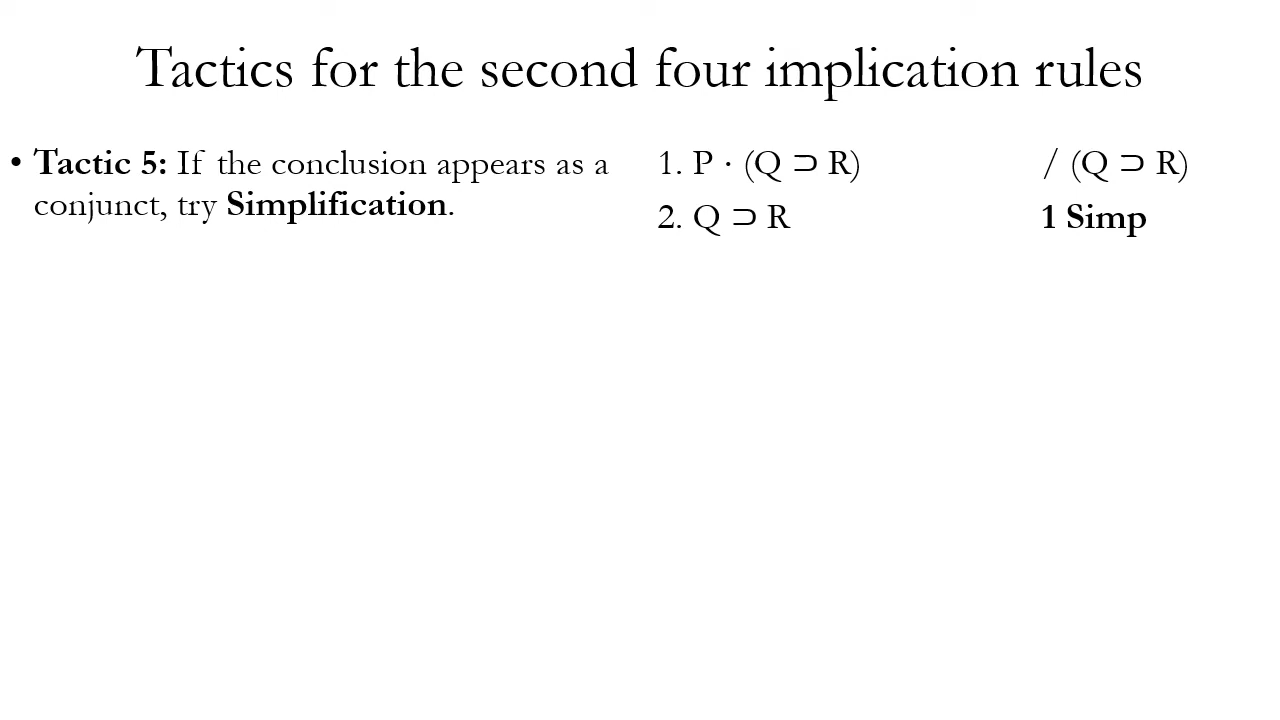 Tactics for the second four implication rules
• Tactic 5: If the conclusion appears as a
conjunct, try Simplification.
1. P · (Q ⊃ R) / (Q ⊃ R)
2. Q ⊃ R 1 Simp